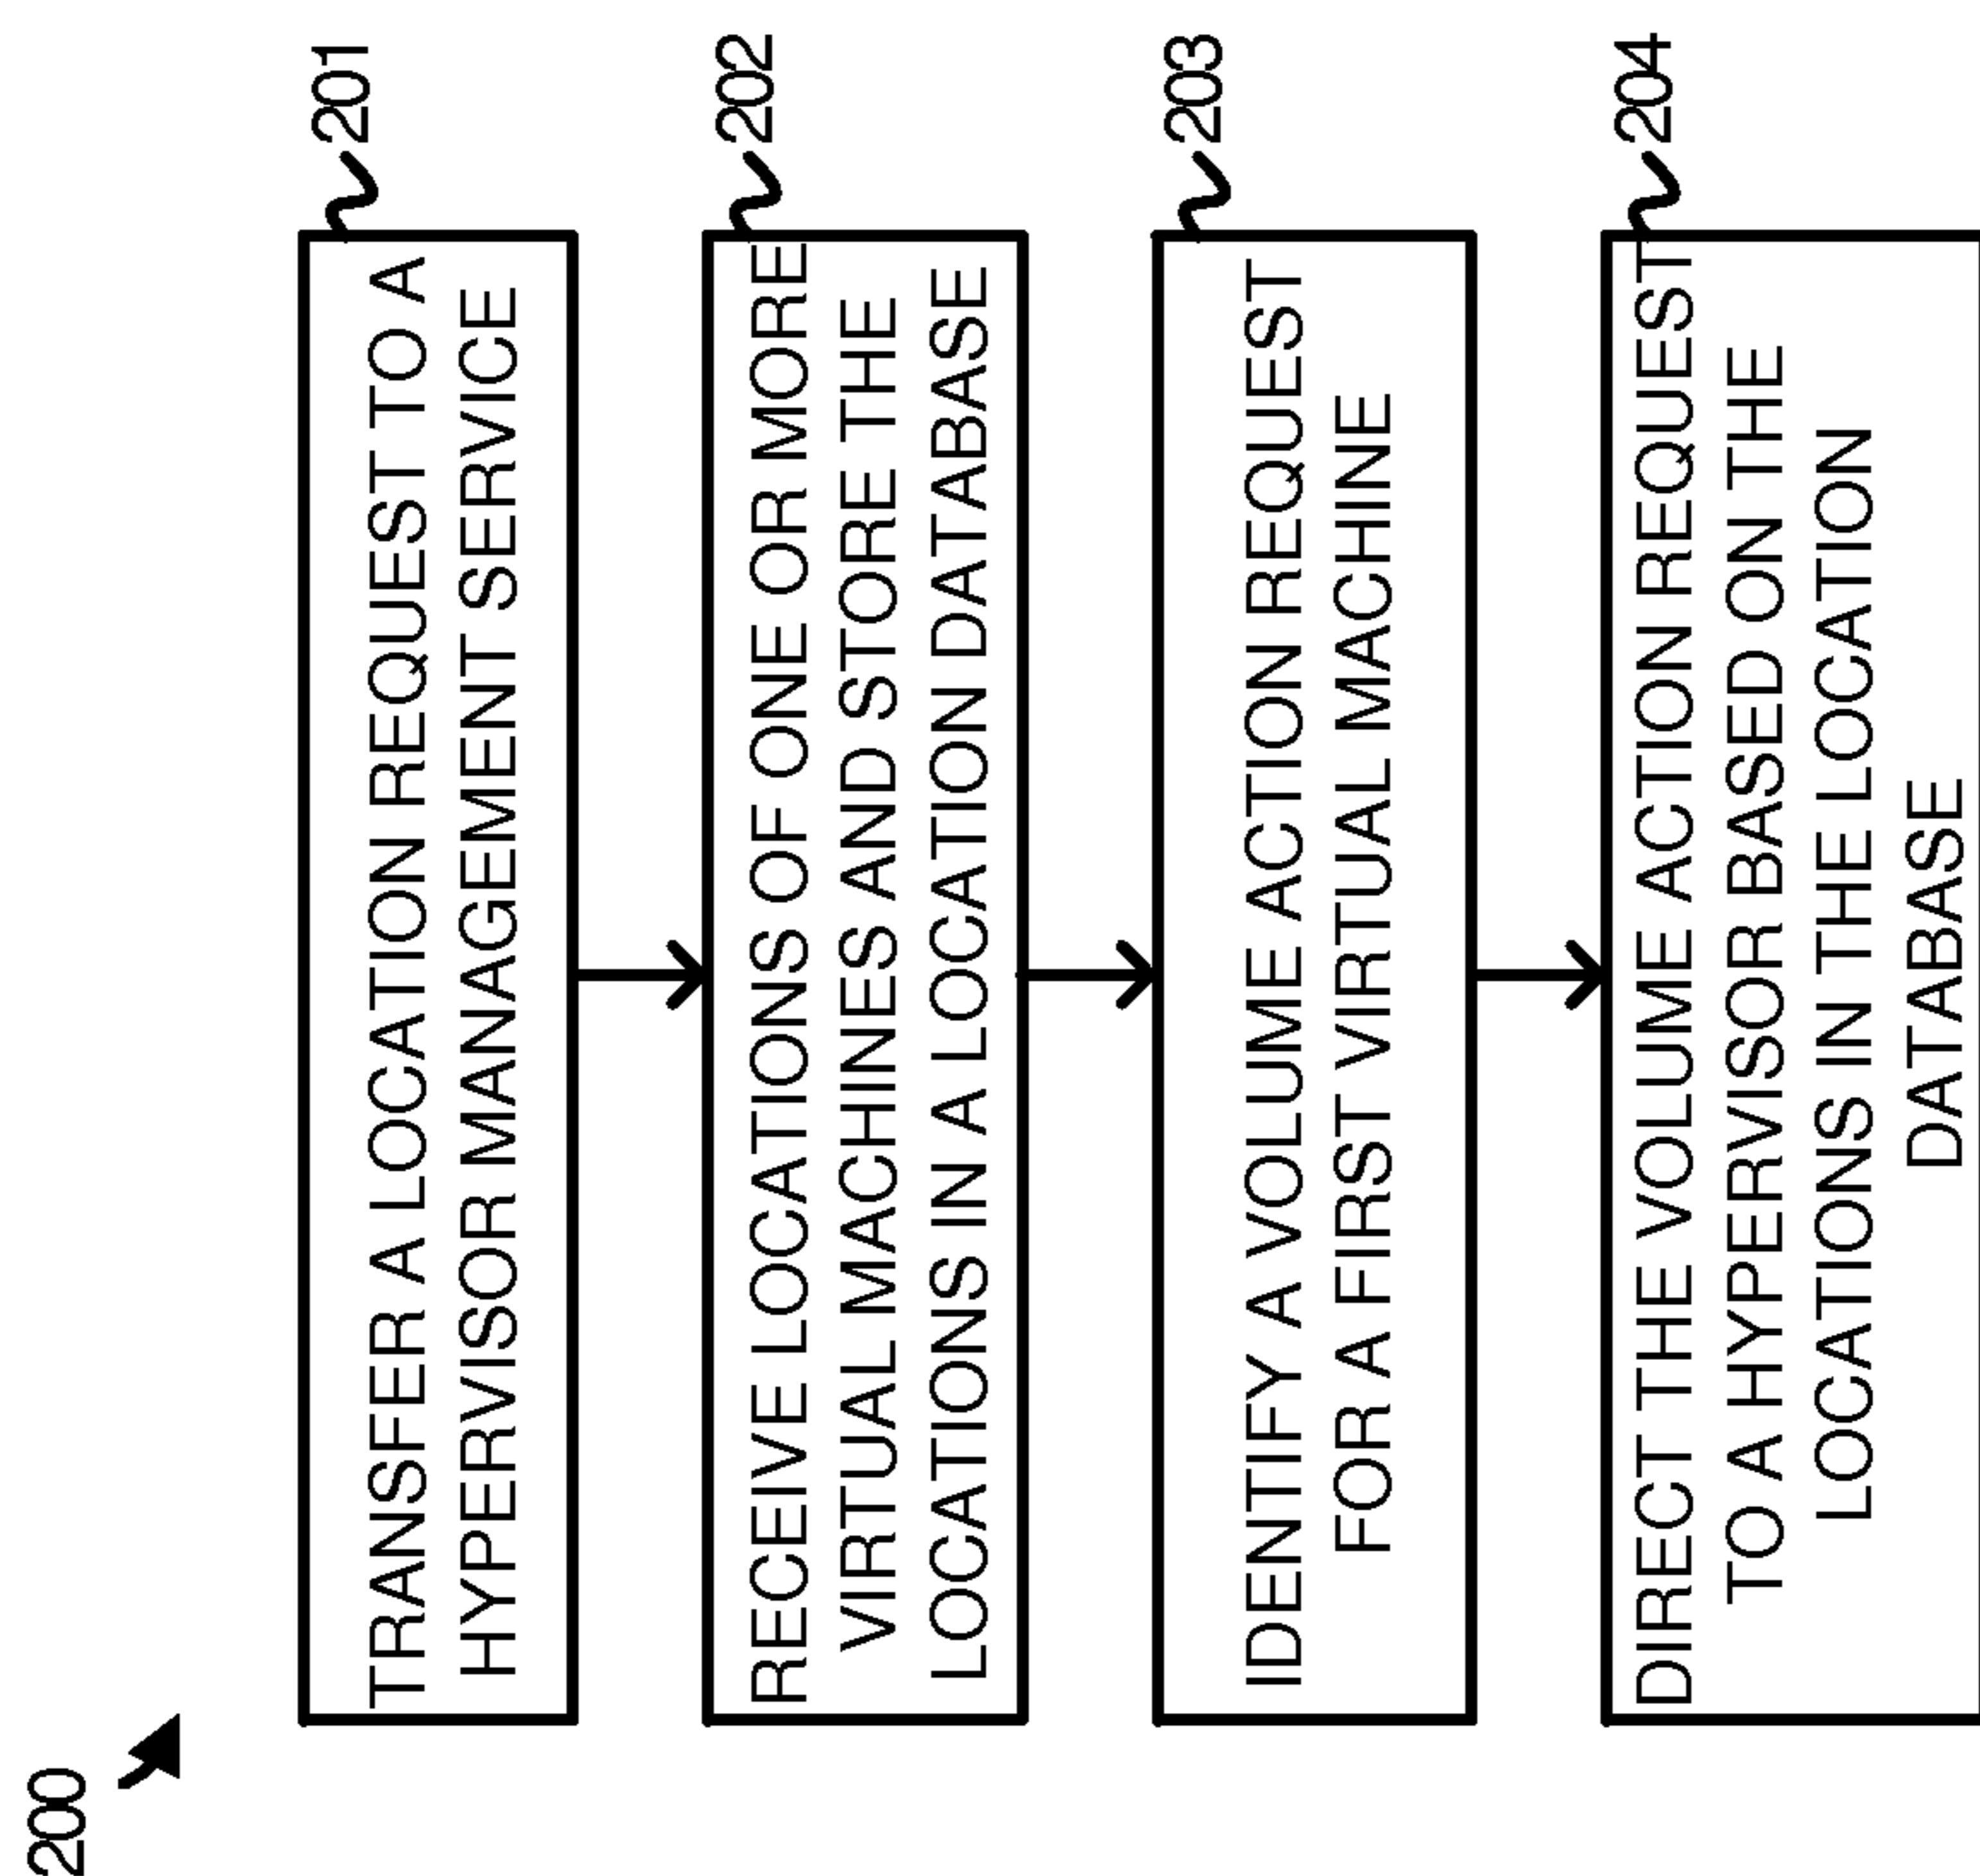 200
201
TRANSFER A LOCATION REQUEST TO A
HYPERVISOR MANAGEMENT SERVICE
202
RECEIVE LOCATIONS OF ONE OR MORE
VIRTUAL MACHINES AND STORE THE
LOCATIONS IN A LOCATION DATABASE
203
IDENTIFY A VOLUME ACTION REQUEST
FOR A FIRST VIRTUAL MACHINE
204
DIRECT THE VOLUME ACTION REQUEST
TO A HYPERVISOR BASED ON THE
LOCATIONS IN THE LOCATION
DATABASE